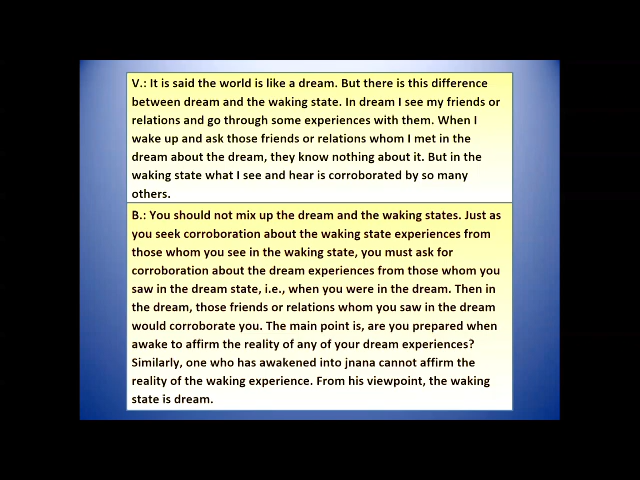 V.: It is said the world is like a dream. But there is this difference
between dream and the waking state. In dream I see my friends or
relations and go through some experiences with them. When I
wake up and ask those friends or relations whom I met in the
dream about the dream, they know nothing about it. But in the
waking state what I see and hear is corroborated by so many
others.
B.: You should not mix up the dream and the waking states. Just as
you seek corroboration about the waking state experiences from
those whom you see in the waking state, you must ask for
corroboration about the dream experiences from those whom you
saw in the dream state, i.e., when you were in the dream. Then in
the dream, those friends or relations whom you saw in the dream
would corroborate you. The main point is, are you prepared when
awake to affirm the reality of any of your dream experiences?
Similarly, one who has awakened into jnana cannot affirm the
reality of the waking experience. From his viewpoint, the waking
state is dream.